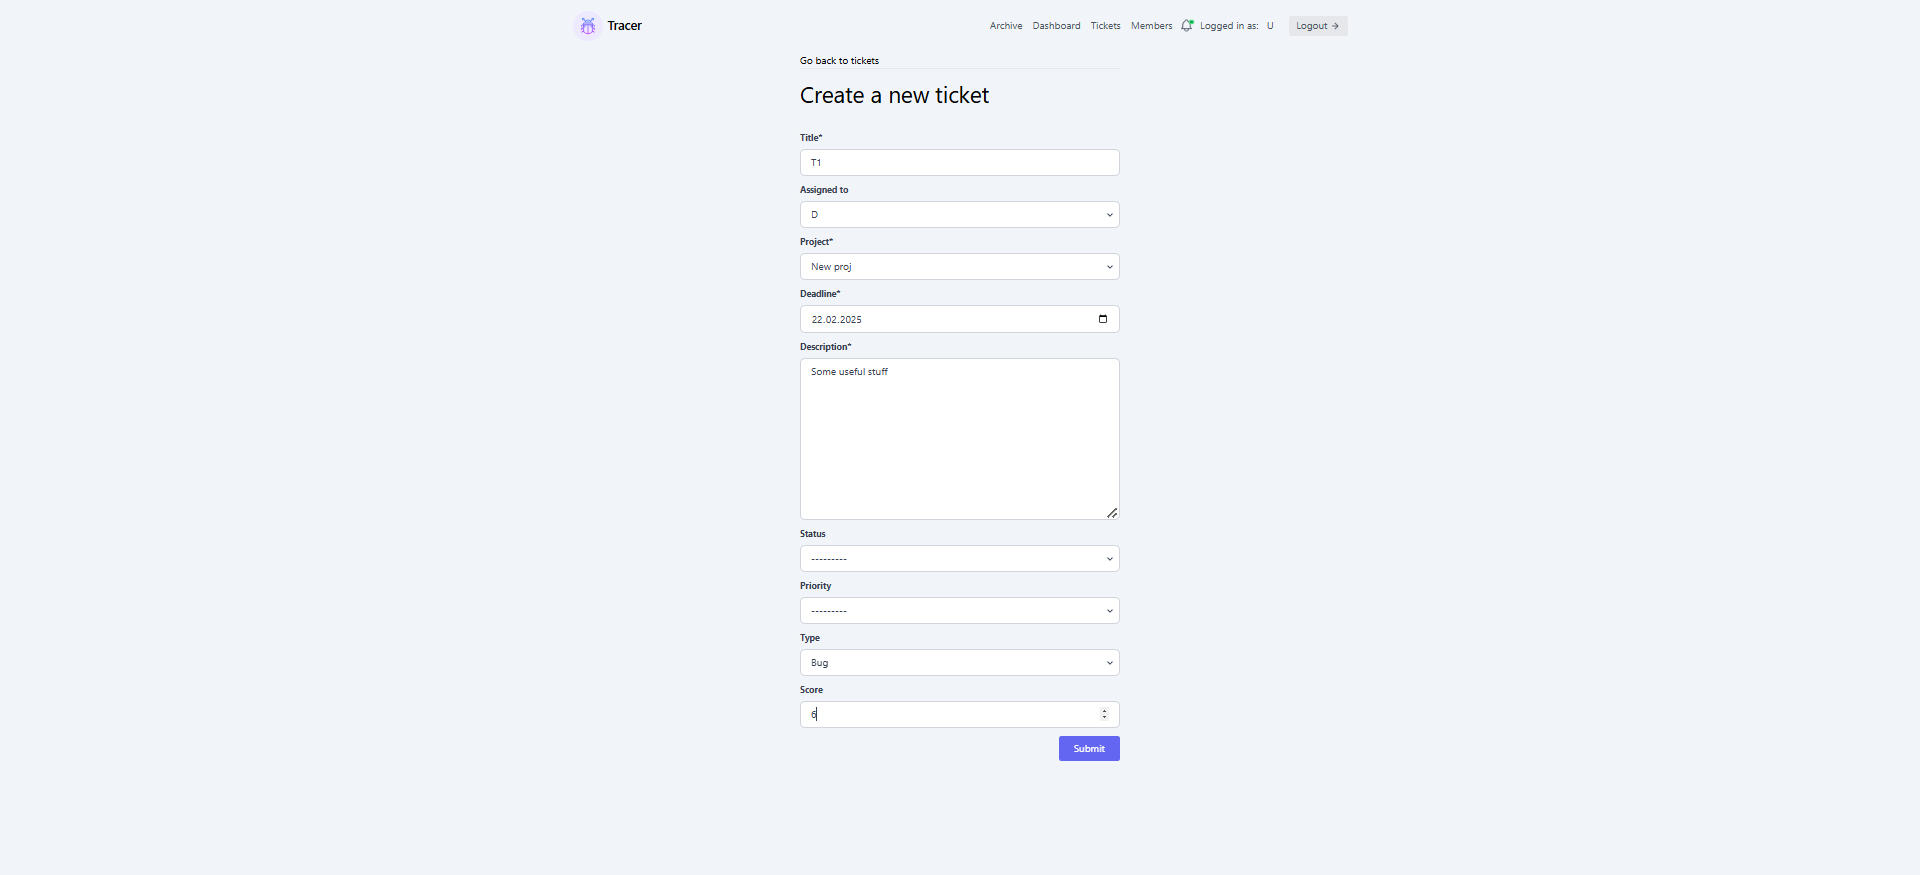 Tracer
Archive Dashboard Tickets Members Logged in as: U Logout →
Go back to tickets
Create a new ticket
Title*
T1
Assigned to
D
Project*
New proj
Deadline*
22.02.2025
Description*
Some useful stuff
Status
---------
Priority
---------
Type
Bug
Score
6
Submit